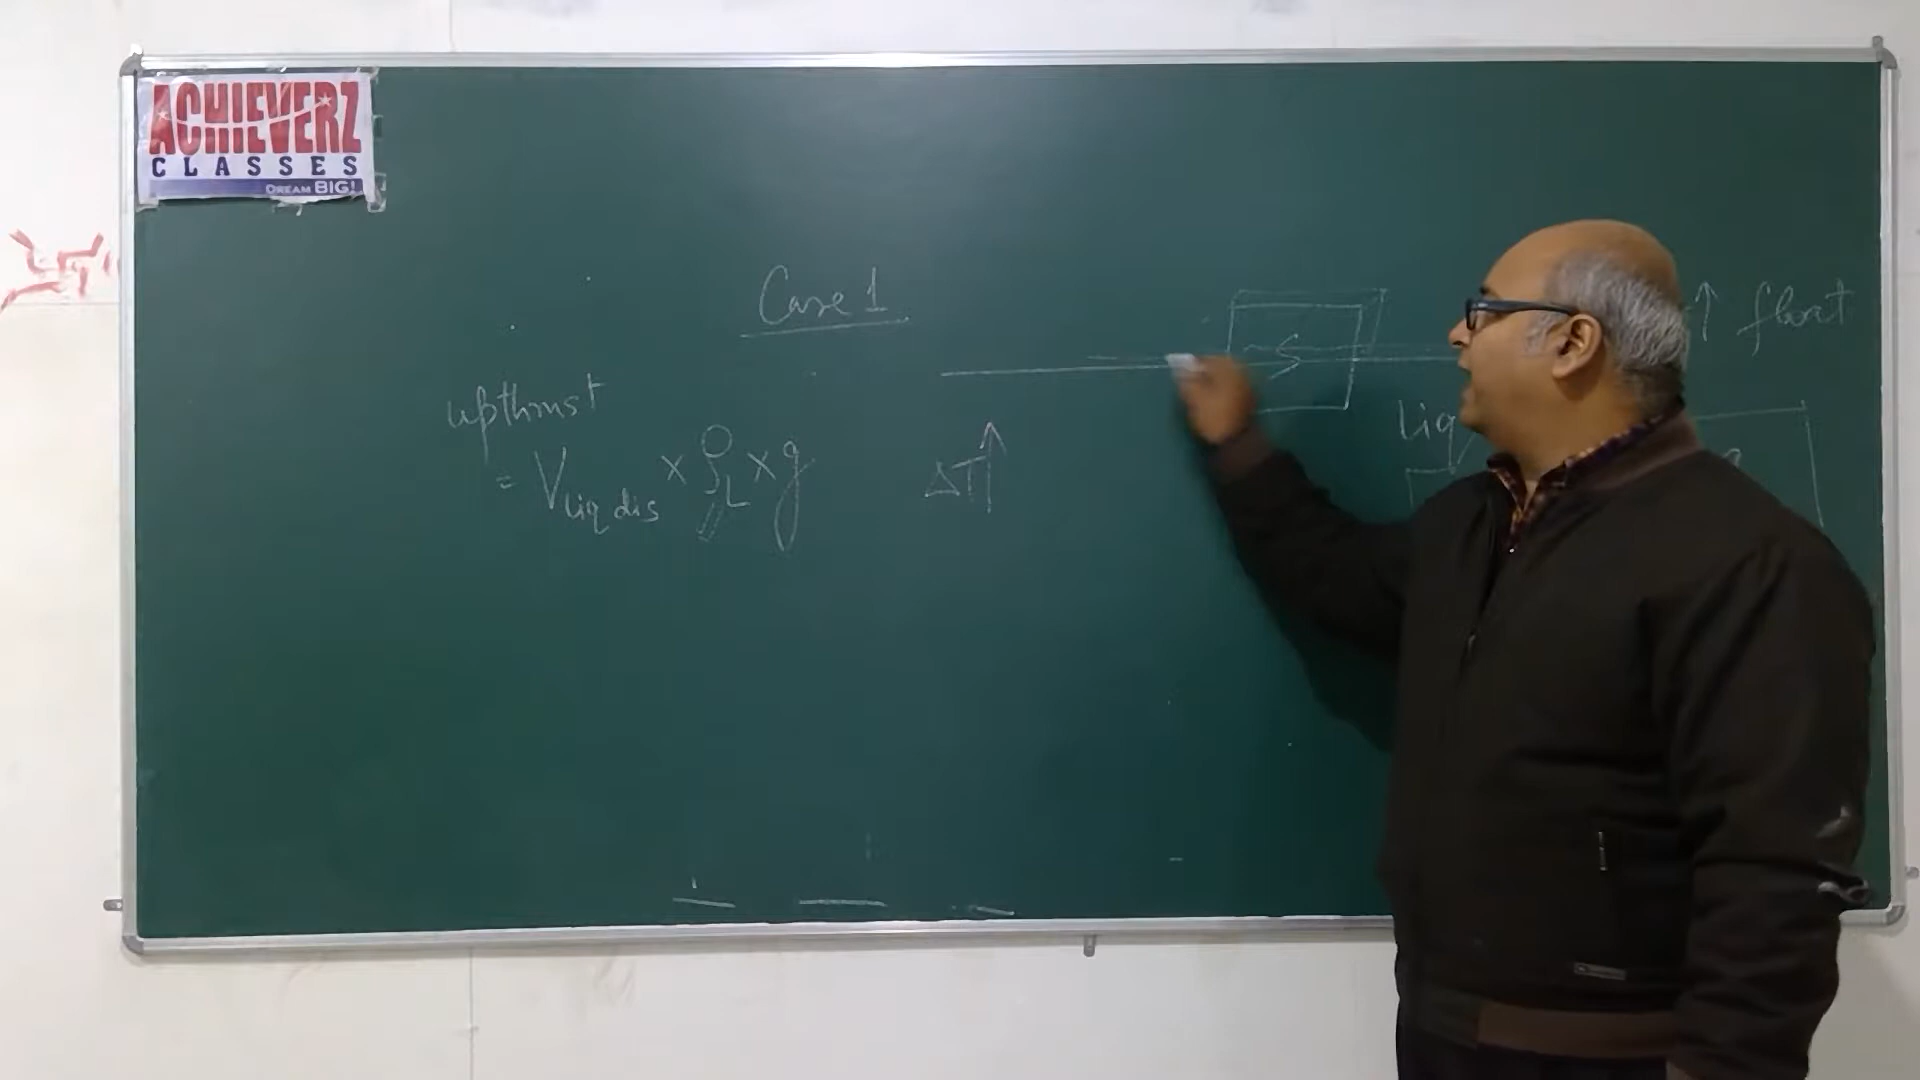 ACHIEVERZ
CLASSES
DREAM BIG!
Case 1
↑ float
upthrust
= V liq dis × ρL × g
ΔT↑
S
Liq